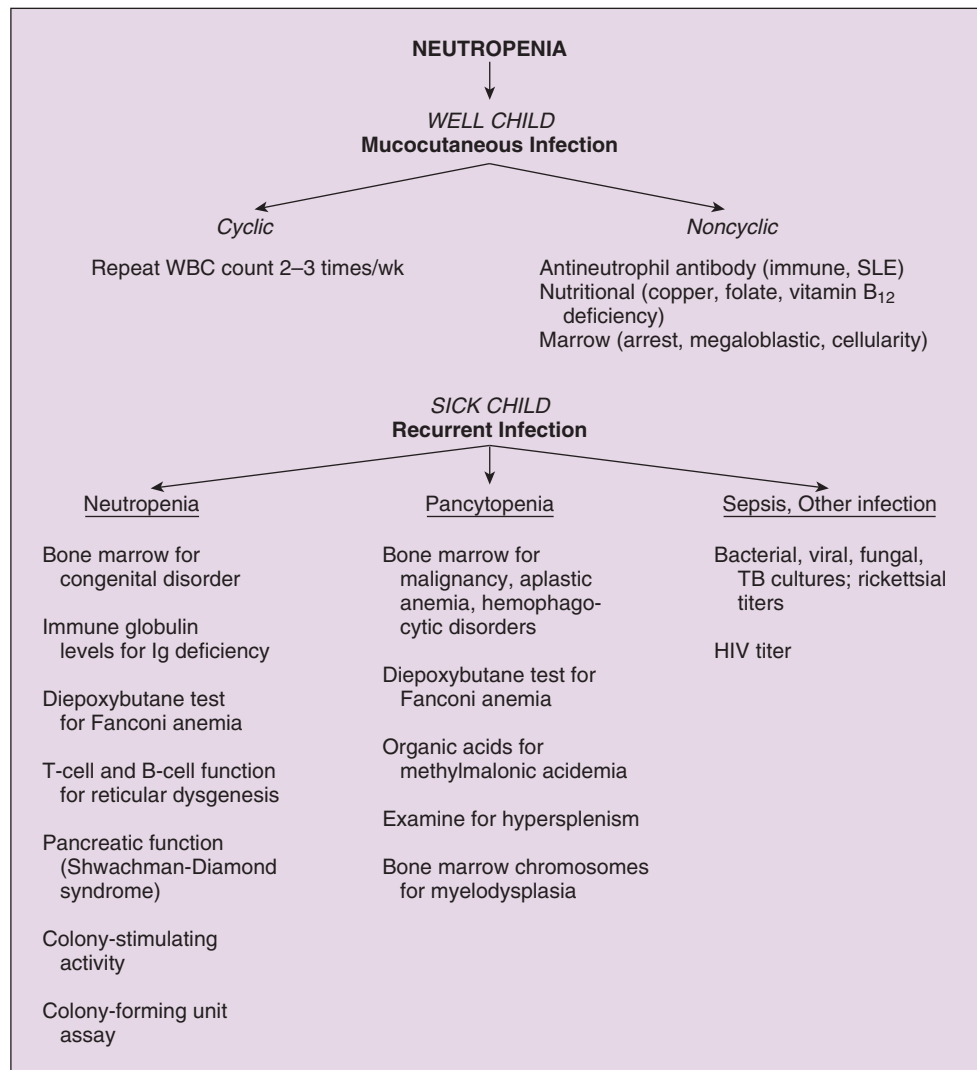 NEUTROPENIA
WELL CHILD
Mucocutaneous Infection
Cyclic
Repeat WBC count 2–3 times/wk
Noncyclic
Antineutrophil antibody (immune, SLE)
Nutritional (copper, folate, vitamin B12
deficiency)
Marrow (arrest, megaloblastic, cellularity)
SICK CHILD
Recurrent Infection
Neutropenia
Bone marrow for
congenital disorder
Immune globulin
levels for Ig deficiency
Diepoxybutane test
for Fanconi anemia
T-cell and B-cell function
for reticular dysgenesis
Pancreatic function
(Shwachman-Diamond
syndrome)
Colony-stimulating
activity
Colony-forming unit
assay
Pancytopenia
Bone marrow for
malignancy, aplastic
anemia, hemophago-
cytic disorders
Diepoxybutane test for
Fanconi anemia
Organic acids for
methylmalonic acidemia
Examine for hypersplenism
Bone marrow chromosomes
for myelodysplasia
Sepsis, Other infection
Bacterial, viral, fungal,
TB cultures; rickettsial
titers
HIV titer